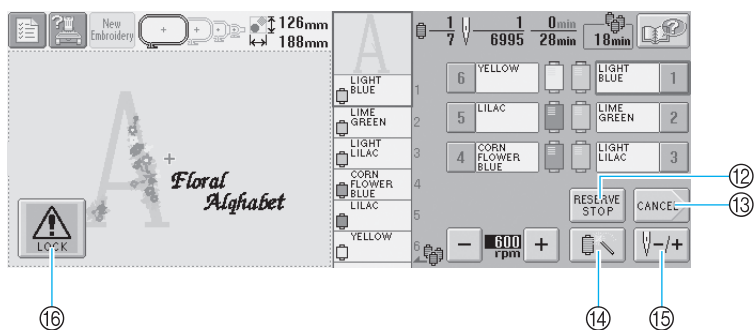 New
Embroidery
126mm
188mm
1
7
1
6995
0min
28min
18min
Floral
Alphabet
LOCK
LIGHT
BLUE
1
LIME
GREEN
2
LIGHT
LILAC
3
CORN
FLOWER
BLUE
4
LILAC
5
YELLOW
6
6
YELLOW
LIGHT
BLUE
1
5
LILAC
LIME
GREEN
2
4
CORN
FLOWER
BLUE
LIGHT
LILAC
3
RESERVE
STOP
CANCEL
−
600
rpm
+
−/+
⑫
⑬
⑭
⑮
⑯